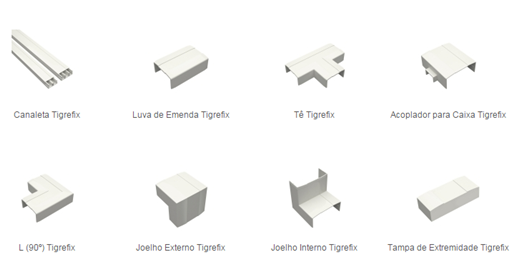 Canaleta Tigrefix
Luva de Emenda Tigrefix
Tê Tigrefix
Acoplador para Caixa Tigrefix
L (90º) Tigrefix
Joelho Externo Tigrefix
Joelho Interno Tigrefix
Tampa de Extremidade Tigrefix